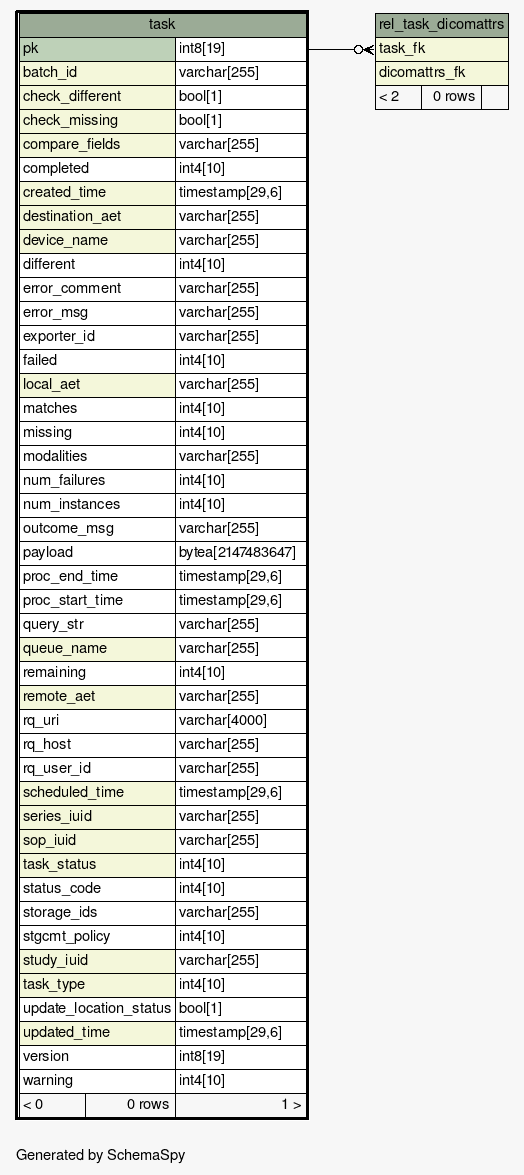 task
pk int8[19]
batch_id varchar[255]
check_different bool[1]
check_missing bool[1]
compare_fields varchar[255]
completed int4[10]
created_time timestamp[29,6]
destination_aet varchar[255]
device_name varchar[255]
different int4[10]
error_comment varchar[255]
error_msg varchar[255]
exporter_id varchar[255]
failed int4[10]
local_aet varchar[255]
matches int4[10]
missing int4[10]
modalities varchar[255]
num_failures int4[10]
num_instances int4[10]
outcome_msg varchar[255]
payload bytea[2147483647]
proc_end_time timestamp[29,6]
proc_start_time timestamp[29,6]
query_str varchar[255]
queue_name varchar[255]
remaining int4[10]
remote_aet varchar[255]
rq_uri varchar[4000]
rq_host varchar[255]
rq_user_id varchar[255]
scheduled_time timestamp[29,6]
series_iuid varchar[255]
sop_iuid varchar[255]
task_status int4[10]
status_code int4[10]
storage_ids varchar[255]
stgcmt_policy int4[10]
study_iuid varchar[255]
task_type int4[10]
update_location_status bool[1]
updated_time timestamp[29,6]
version int8[19]
warning int4[10]
< 0 0 rows 1 >
rel_task_dicomattrs
task_fk
dicomattrs_fk
< 2 0 rows
Generated by SchemaSpy